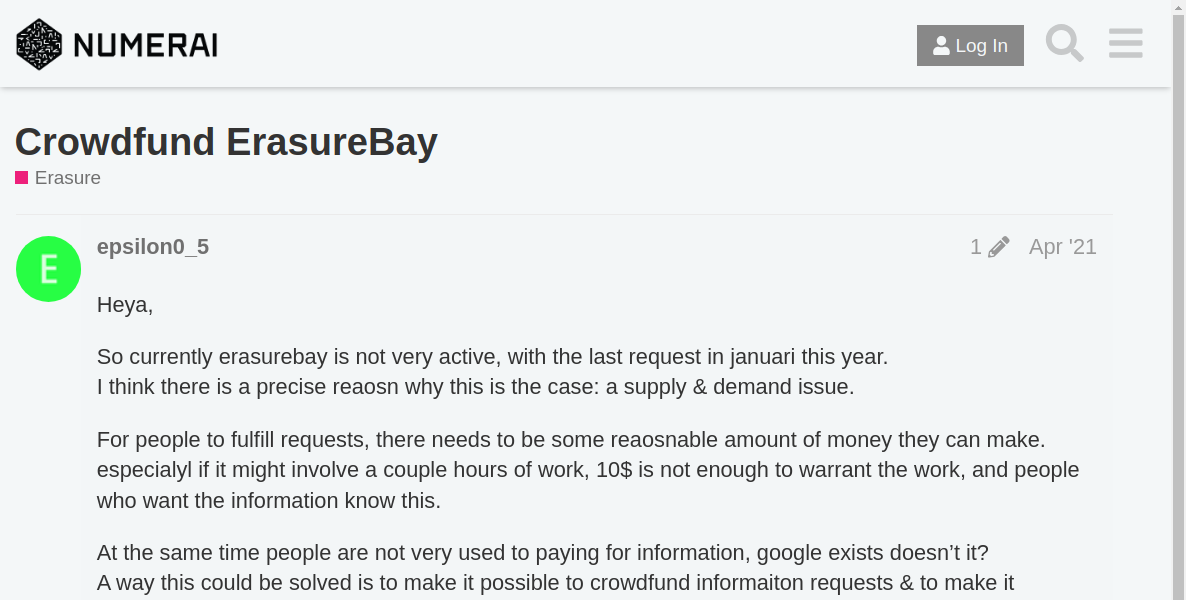 NUMERAI
Log In
Crowdfund ErasureBay
Erasure
E
epsilon0_5
1
Apr '21
Heya,
So currently erasurebay is not very active, with the last request in januari this year.
I think there is a precise reaosn why this is the case: a supply & demand issue.
For people to fulfill requests, there needs to be some reaosnable amount of money they can make.
especialyl if it might involve a couple hours of work, 10$ is not enough to warrant the work, and people
who want the information know this.
At the same time people are not very used to paying for information, google exists doesn’t it?
A way this could be solved is to make it possible to crowdfund informaiton requests & to make it